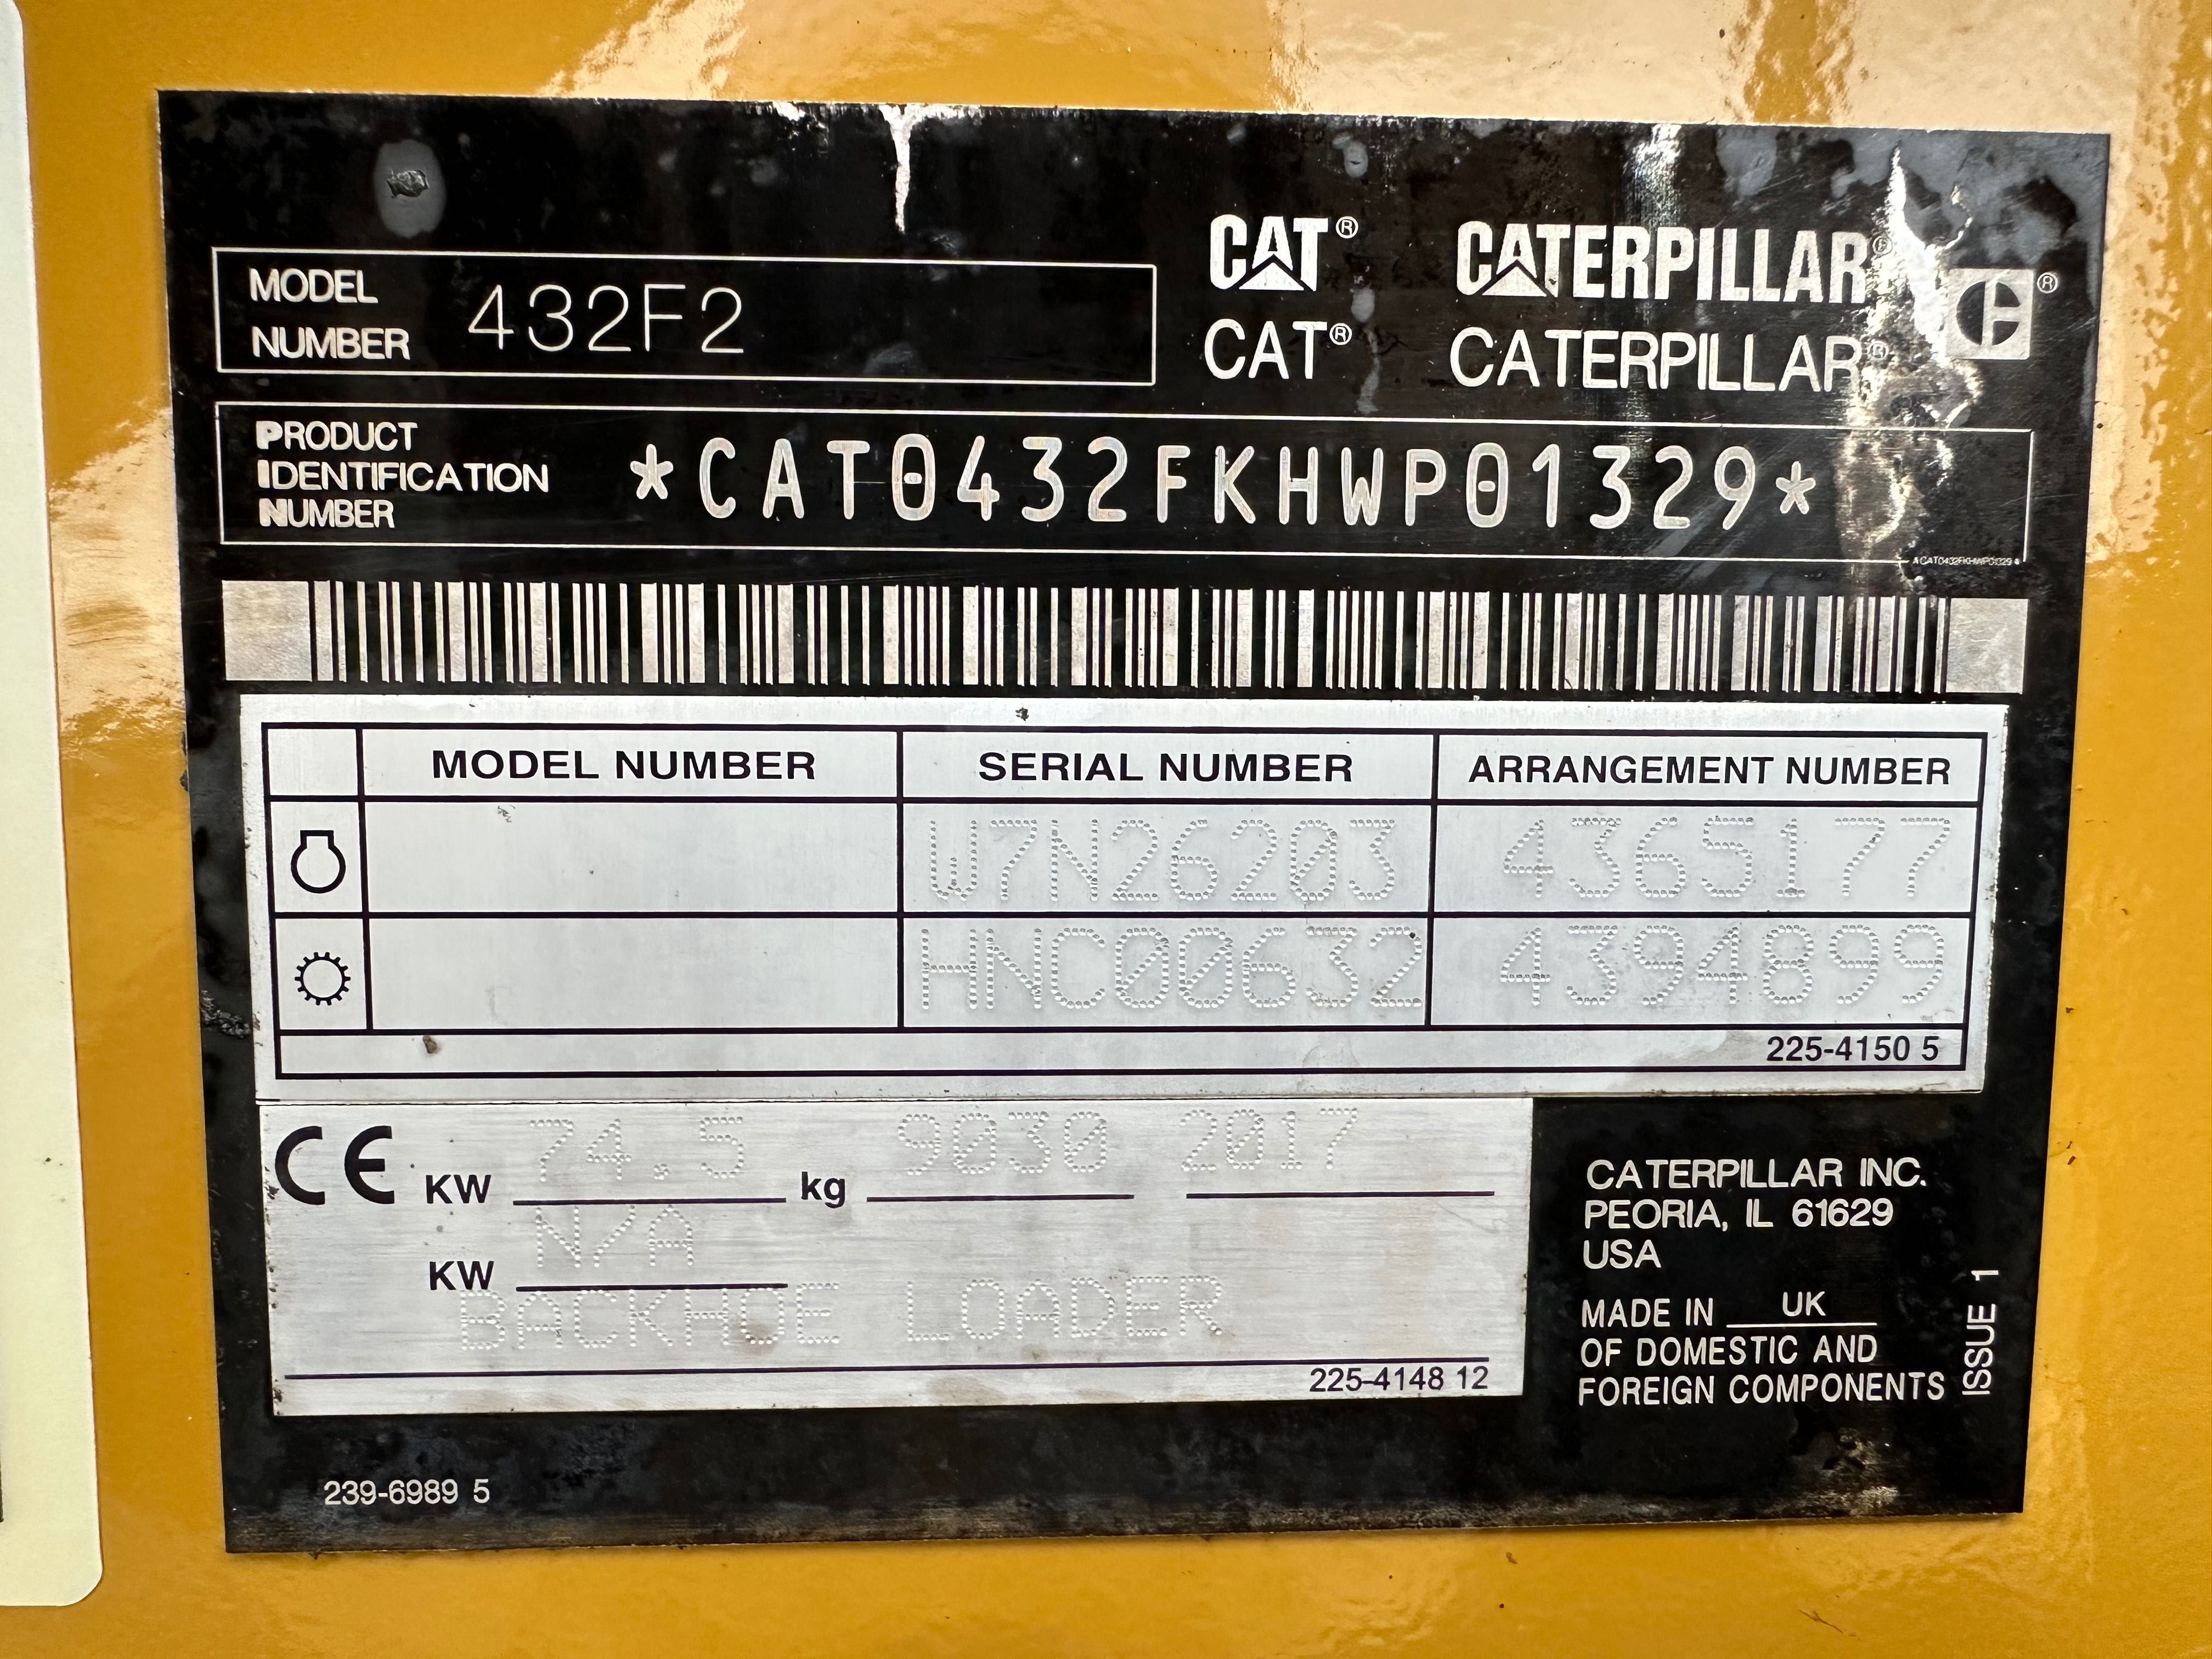 MODEL NUMBER 432F2
CAT® CATERPILLAR®
CAT® CATERPILLAR®
PRODUCT IDENTIFICATION NUMBER *CAT0432FKHWP01329*
*CAT0432FKHWP01329*
MODEL NUMBER SERIAL NUMBER ARRANGEMENT NUMBER
W7N26203 4365177
HNC00632 4394899
225-4150 5
CE KW 74.5 kg 9030 2017
KW N/A
BACKHOE LOADER
225-4148 12
CATERPILLAR INC.
PEORIA, IL 61629
USA
MADE IN UK
OF DOMESTIC AND
FOREIGN COMPONENTS
ISSUE 1
239-6989 5